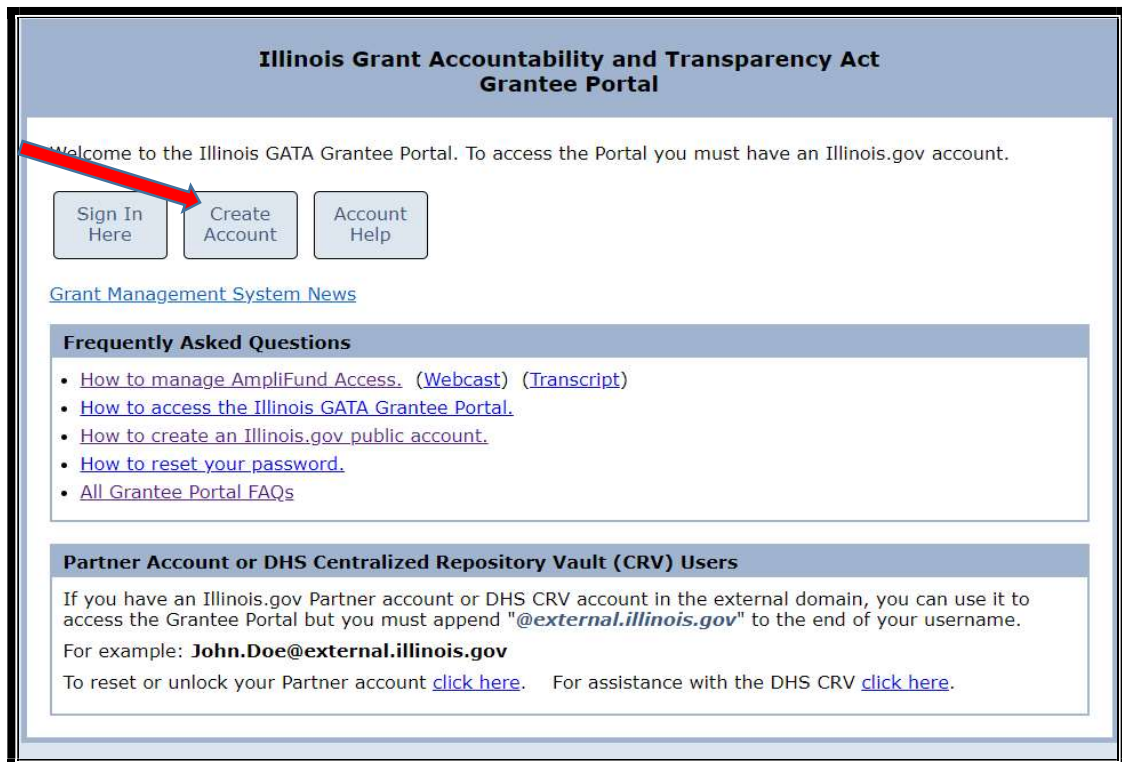 Illinois Grant Accountability and Transparency Act
Grantee Portal
Welcome to the Illinois GATA Grantee Portal. To access the Portal you must have an Illinois.gov account.
Sign In
Here
Create
Account
Account
Help
Grant Management System News
Frequently Asked Questions
• How to manage AmpliFund Access. (Webcast) (Transcript)
• How to access the Illinois GATA Grantee Portal.
• How to create an Illinois.gov public account.
• How to reset your password.
• All Grantee Portal FAQs
Partner Account or DHS Centralized Repository Vault (CRV) Users
If you have an Illinois.gov Partner account or DHS CRV account in the external domain, you can use it to
access the Grantee Portal but you must append "@external.illinois.gov" to the end of your username.
For example: John.Doe@external.illinois.gov
To reset or unlock your Partner account click here. For assistance with the DHS CRV click here.